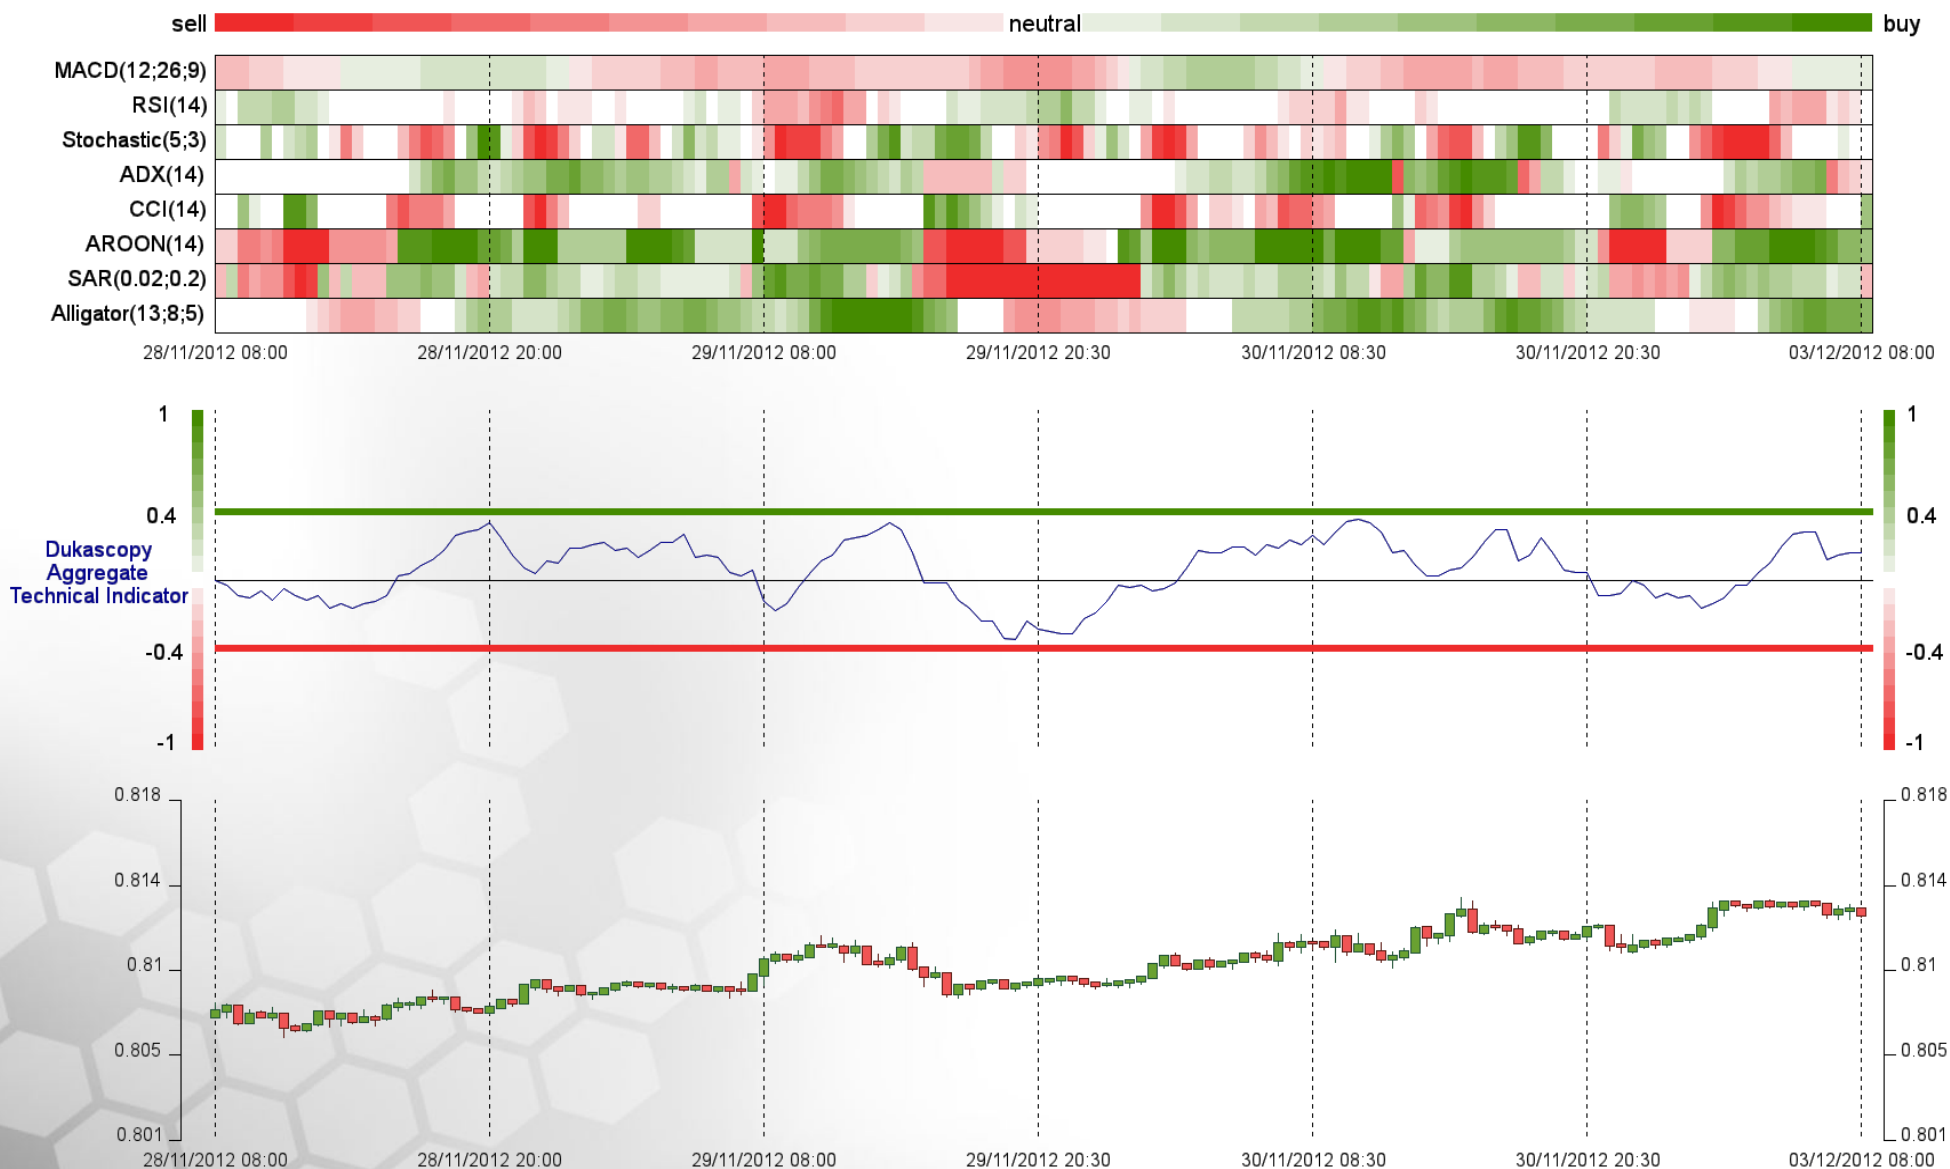 sell neutral buy
MACD(12;26;9)
RSI(14)
Stochastic(5;3)
ADX(14)
CCI(14)
AROON(14)
SAR(0.02;0.2)
Alligator(13;8;5)
28/11/2012 08:00 28/11/2012 20:00 29/11/2012 08:00 29/11/2012 20:30 30/11/2012 08:30 30/11/2012 20:30 03/12/2012 08:00
1 1
0.4 0.4
Dukascopy
Aggregate
Technical Indicator
-0.4 -0.4
-1 -1
0.818 0.818
0.814 0.814
0.81 0.81
0.805 0.805
0.801 0.801
28/11/2012 08:00 28/11/2012 20:00 29/11/2012 08:00 29/11/2012 20:30 30/11/2012 08:30 30/11/2012 20:30 03/12/2012 08:00